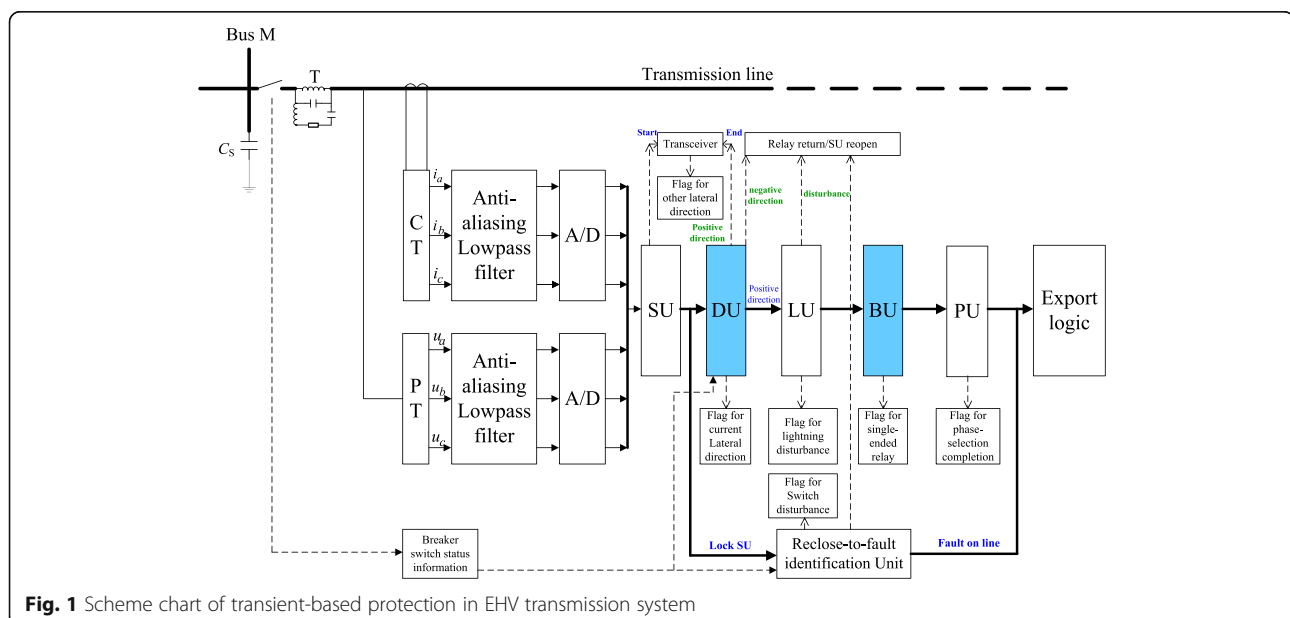 Bus M
T
Transmission line
C_S
Start
Transceiver
End
Relay return/SU reopen
Flag for
other lateral
direction
negative
direction
disturbance
Positive
direction
C
T
i_a
i_b
i_c
Anti-
aliasing
Lowpass
filter
A/D
SU
DU
Positive
direction
LU
BU
PU
Export
logic
P
T
u_a
u_b
u_c
Anti-
aliasing
Lowpass
filter
A/D
Flag for
current
Lateral
direction
Flag for
lightning
disturbance
Flag for
single-
ended
relay
Flag for
phase-
selection
completion
Flag for
Switch
disturbance
Breaker
switch status
information
Lock SU
Reclose-to-fault
identification Unit
Fault on line
Fig. 1 Scheme chart of transient-based protection in EHV transmission system